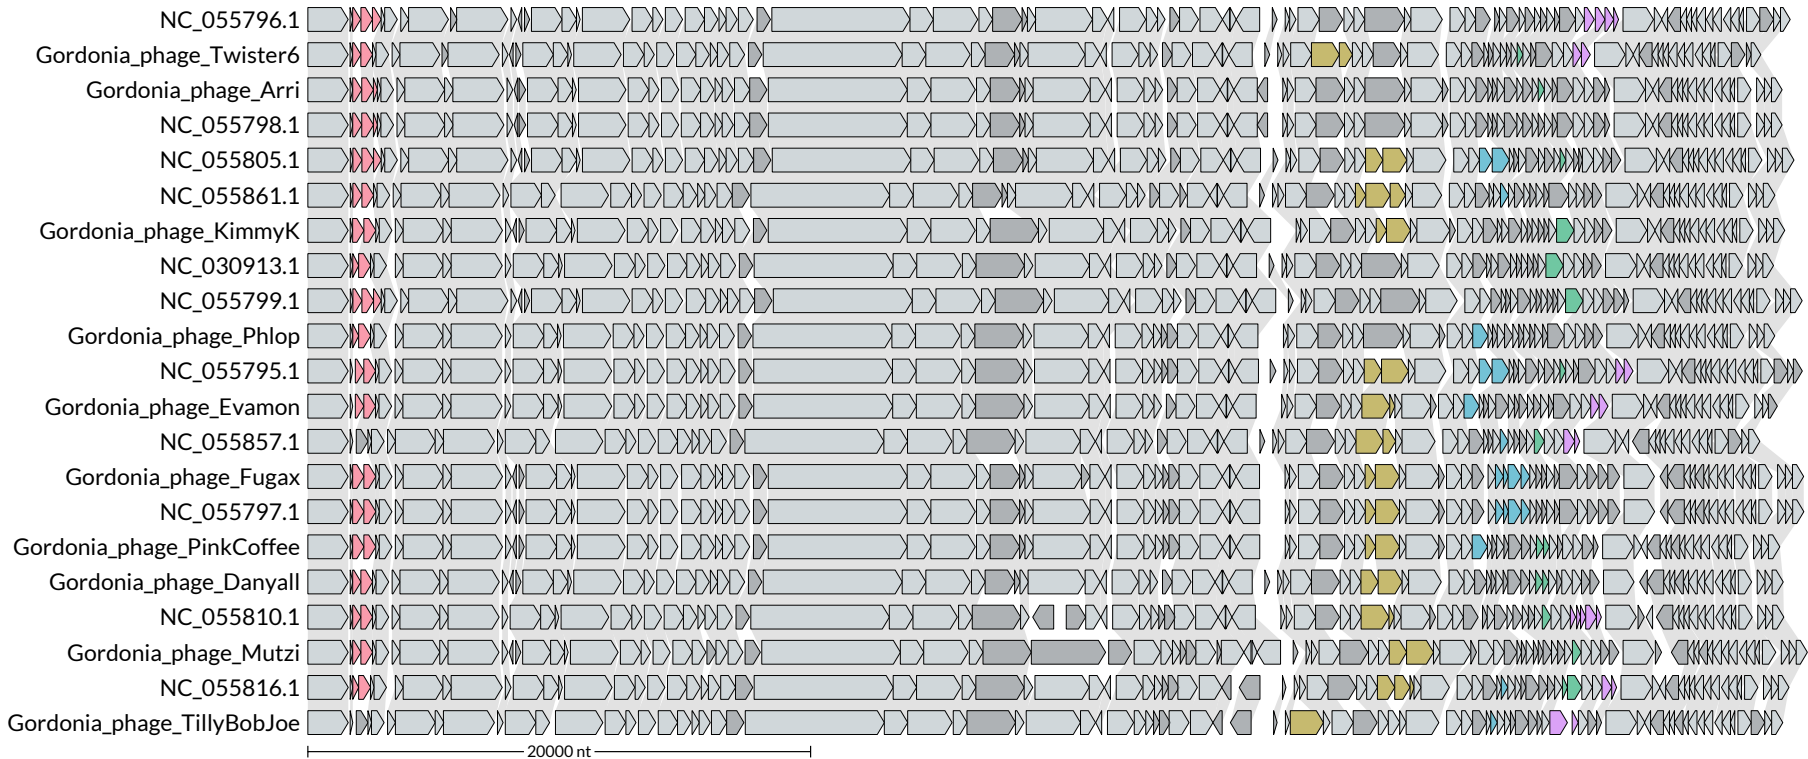 NC_055796.1
Gordonia_phage_Twister6
Gordonia_phage_Arri
NC_055798.1
NC_055805.1
NC_055861.1
Gordonia_phage_KimmyK
NC_030913.1
NC_055799.1
Gordonia_phage_Phlop
NC_055795.1
Gordonia_phage_Evamon
NC_055857.1
Gordonia_phage_Fugax
NC_055797.1
Gordonia_phage_PinkCoffee
Gordonia_phage_Danyall
NC_055810.1
Gordonia_phage_Mutzi
NC_055816.1
Gordonia_phage_TillyBobJoe
20000 nt